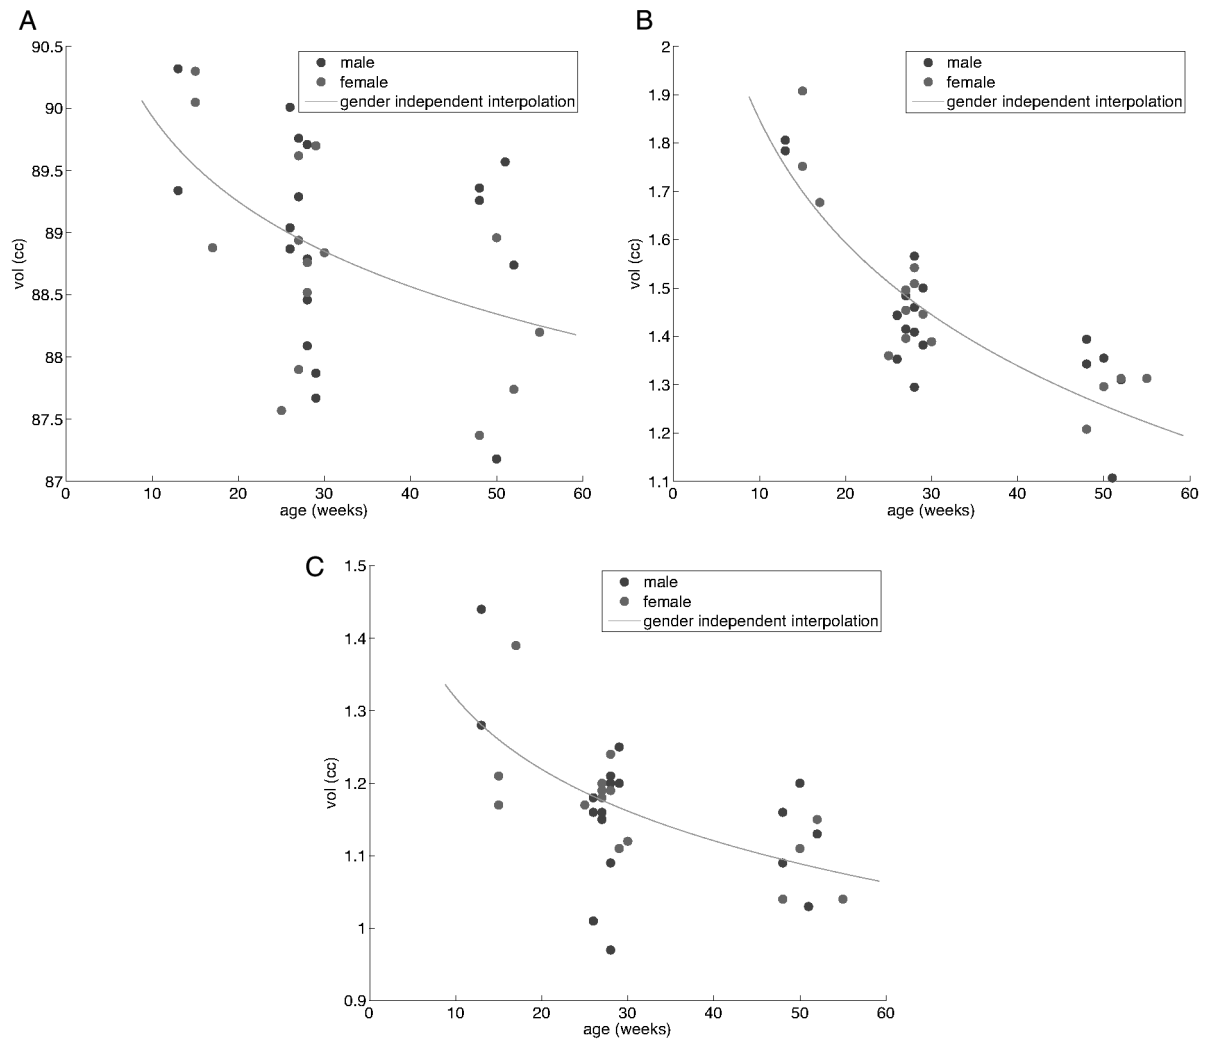 A
90.5
90
89.5
89
88.5
88
87.5
87
vol (cc)
0 10 20 30 40 50 60
age (weeks)
male
female
gender independent interpolation
B
2
1.9
1.8
1.7
1.6
1.5
1.4
1.3
1.2
1.1
vol (cc)
0 10 20 30 40 50 60
age (weeks)
male
female
gender independent interpolation
C
1.5
1.4
1.3
1.2
1.1
1
0.9
vol (cc)
0 10 20 30 40 50 60
age (weeks)
male
female
gender independent interpolation